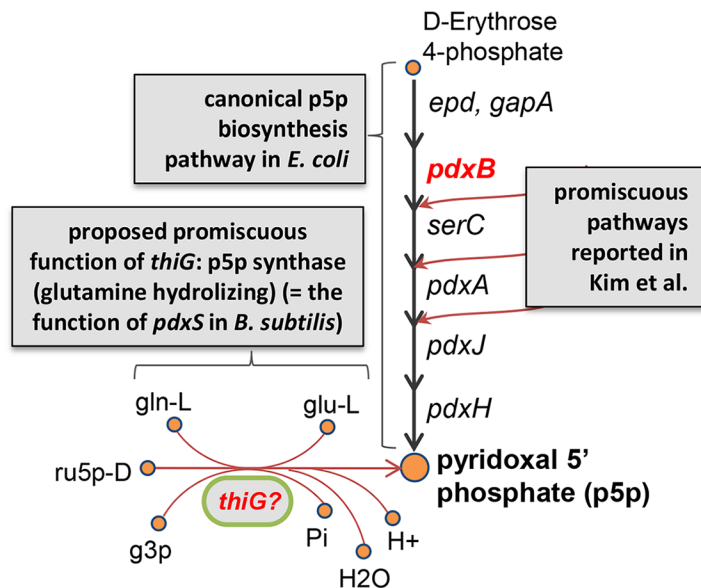 D-Erythrose
4-phosphate
canonical p5p
biosynthesis
pathway in E. coli
epd, gapA
pdxB
promiscuous
pathways
reported in
Kim et al.
serC
proposed promiscuous
function of thiG: p5p synthase
(glutamine hydrolizing) (= the
function of pdxS in B. subtilis)
pdxA
pdxJ
pdxH
gln-L
glu-L
ru5p-D
pyridoxal 5’
phosphate (p5p)
thiG?
g3p
Pi
H+
H2O